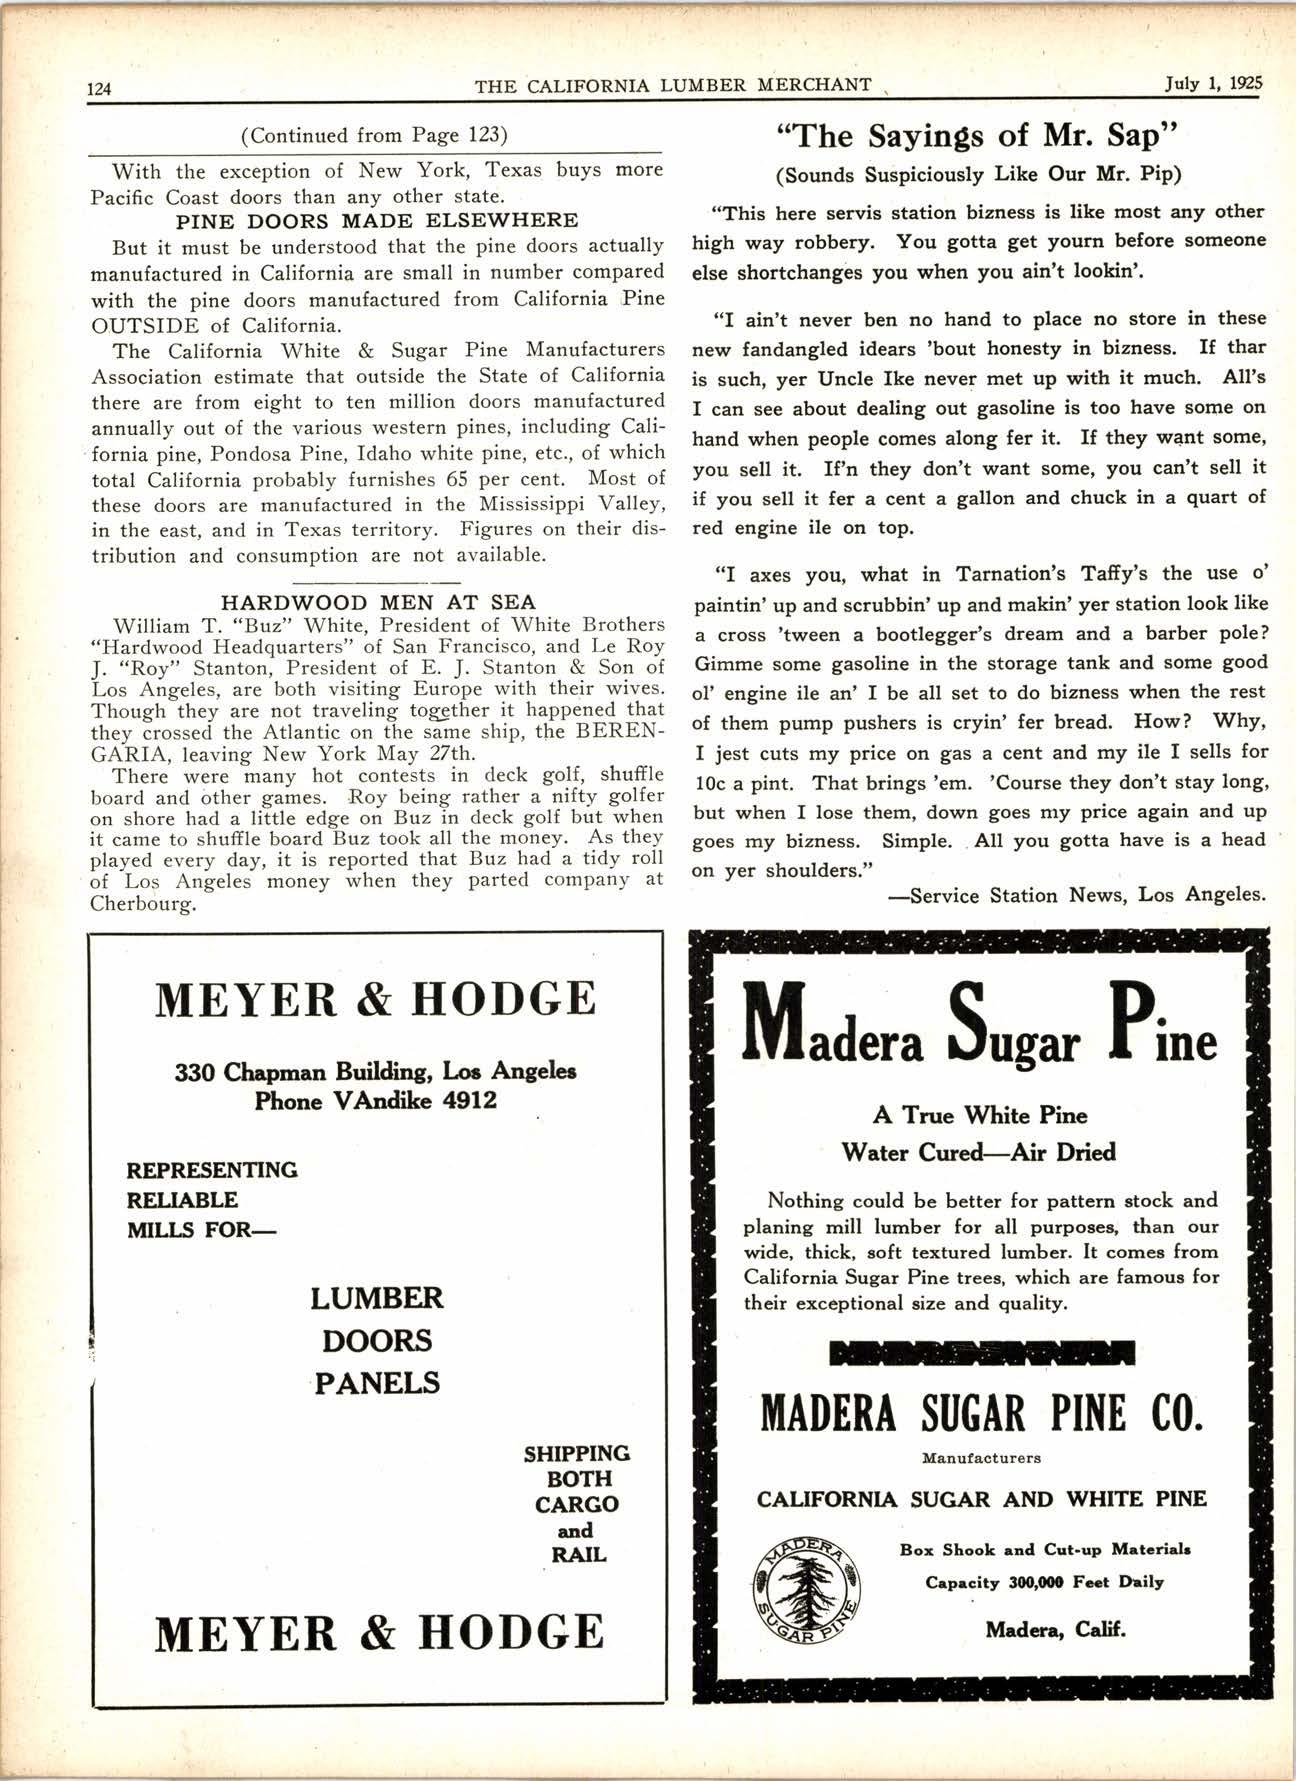 124
THE CALIFORNIA LUMBER MERCHANT
July 1, 1925
(Continued from Page 123)
With the exception of New York, Texas buys more
Pacific Coast doors than any other state.
PINE DOORS MADE ELSEWHERE
But it must be understood that the pine doors actually
manufactured in California are small in number compared
with the pine doors manufactured from California Pine
OUTSIDE of California.
The California White & Sugar Pine Manufacturers
Association estimate that outside the State of California
there are from eight to ten million doors manufactured
annually out of the various western pines, including Cali-
fornia pine, Pondosa Pine, Idaho white pine, etc., of which
total California probably furnishes 65 per cent. Most of
these doors are manufactured in the Mississippi Valley,
in the east, and in Texas territory. Figures on their dis-
tribution and consumption are not available.
HARDWOOD MEN AT SEA
William T. "Buz" White, President of White Brothers
"Hardwood Headquarters" of San Francisco, and Le Roy
J. "Roy" Stanton, President of E. J. Stanton & Son of
Los Angeles, are both visiting Europe with their wives.
Though they are not traveling together it happened that
they crossed the Atlantic on the same ship, the BEREN-
GARIA, leaving New York May 27th.
There were many hot contests in deck golf, shuffle
board and other games. Roy being rather a nifty golfer
on shore had a little edge on Buz in deck golf but when
it came to shuffle board Buz took all the money. As they
played every day, it is reported that Buz had a tidy roll
of Los Angeles money when they parted company at
Cherbourg.
"The Sayings of Mr. Sap"
(Sounds Suspiciously Like Our Mr. Pip)
"This here servis station bizness is like most any other
high way robbery. You gotta get yourn before someone
else shortchanges you when you ain't lookin'.
"I ain't never ben no hand to place no store in these
new fandangled idears 'bout honesty in bizness. If thar
is such, yer Uncle Ike never met up with it much. All's
I can see about dealing out gasoline is too have some on
hand when people comes along fer it. If they want some,
you sell it. If'n they don't want some, you can't sell it
if you sell it fer a cent a gallon and chuck in a quart of
red engine ile on top.
"I axes you, what in Tarnation's Taffy's the use o'
paintin' up and scrubbin' up and makin' yer station look like
a cross 'tween a bootlegger's dream and a barber pole?
Gimme some gasoline in the storage tank and some good
ol' engine ile an' I be all set to do bizness when the rest
of them pump pushers is cryin' fer bread. How? Why,
I jest cuts my price on gas a cent and my ile I sells for
10c a pint. That brings 'em. 'Course they don't stay long,
but when I lose them, down goes my price again and up
goes my bizness. Simple. All you gotta have is a head
on yer shoulders."
—Service Station News, Los Angeles.
MEYER & HODGE
330 Chapman Building, Los Angeles
Phone VAndike 4912
REPRESENTING
RELIABLE
MILLS FOR—
LUMBER
DOORS
PANELS
SHIPPING
BOTH
CARGO
and
RAIL
MEYER & HODGE
Madera Sugar Pine
A True White Pine
Water Cured—Air Dried
Nothing could be better for pattern stock and
planing mill lumber for all purposes, than our
wide, thick, soft textured lumber. It comes from
California Sugar Pine trees, which are famous for
their exceptional size and quality.
MADERA SUGAR PINE CO.
Manufacturers
CALIFORNIA SUGAR AND WHITE PINE
MADERA
SUGAR PINE
Box Shook and Cut-up Materials
Capacity 300,000 Feet Daily
Madera, Calif.